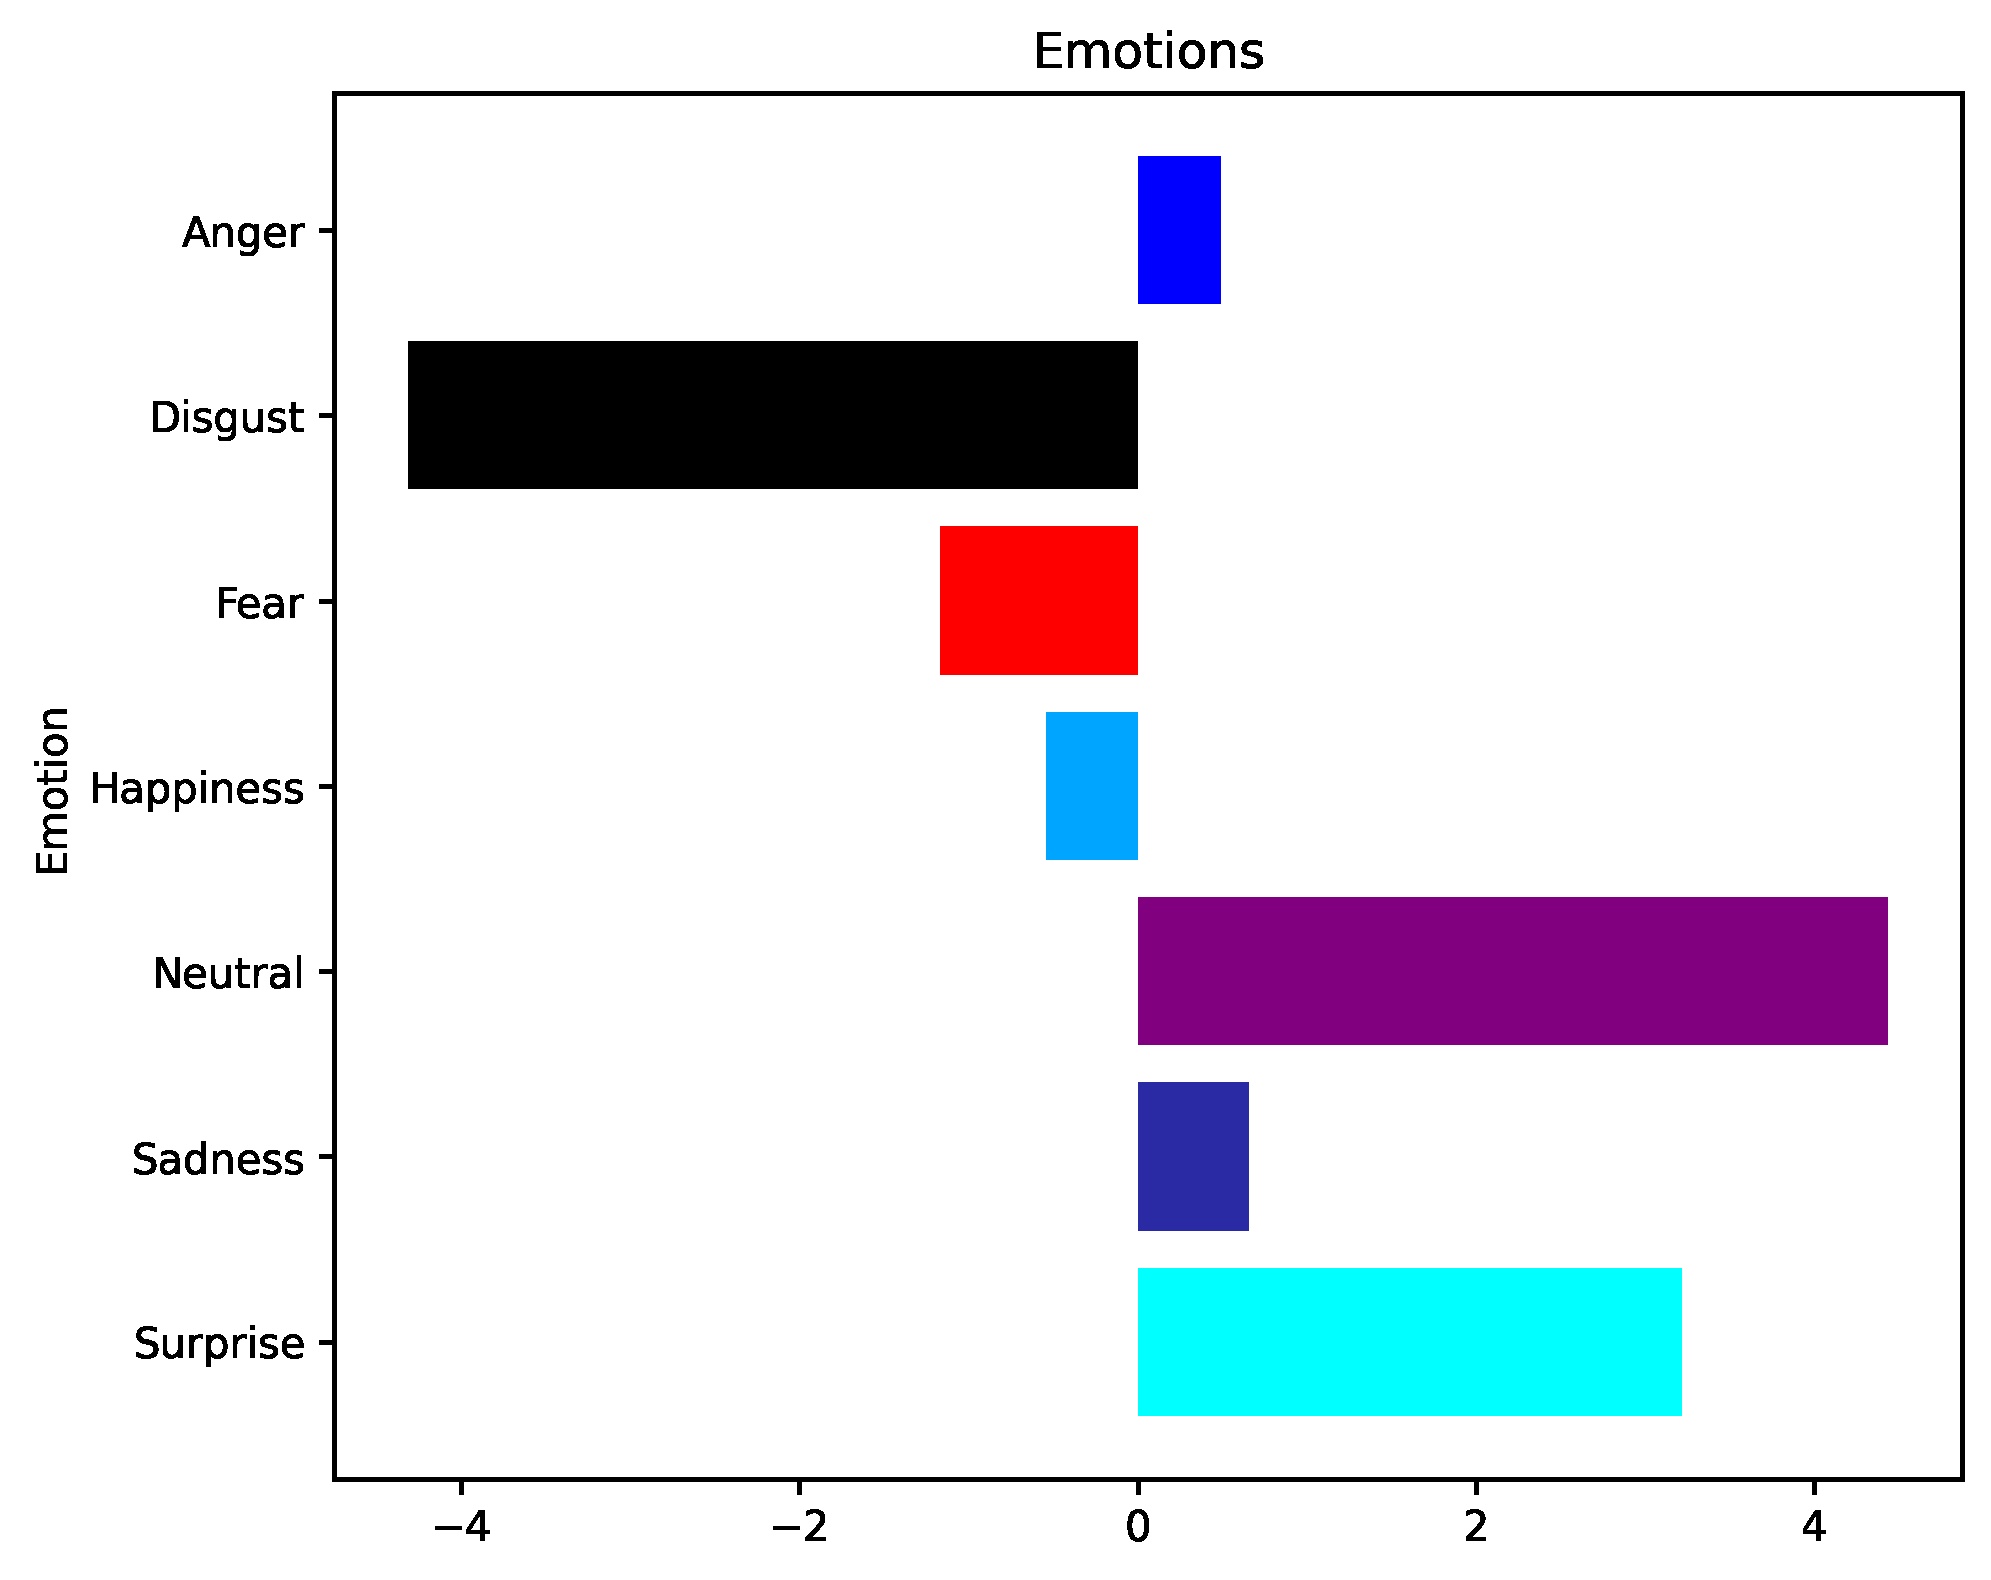 Emotions
Anger
Disgust
Fear
Happiness
Neutral
Sadness
Surprise
Emotion
−4 −2 0 2 4